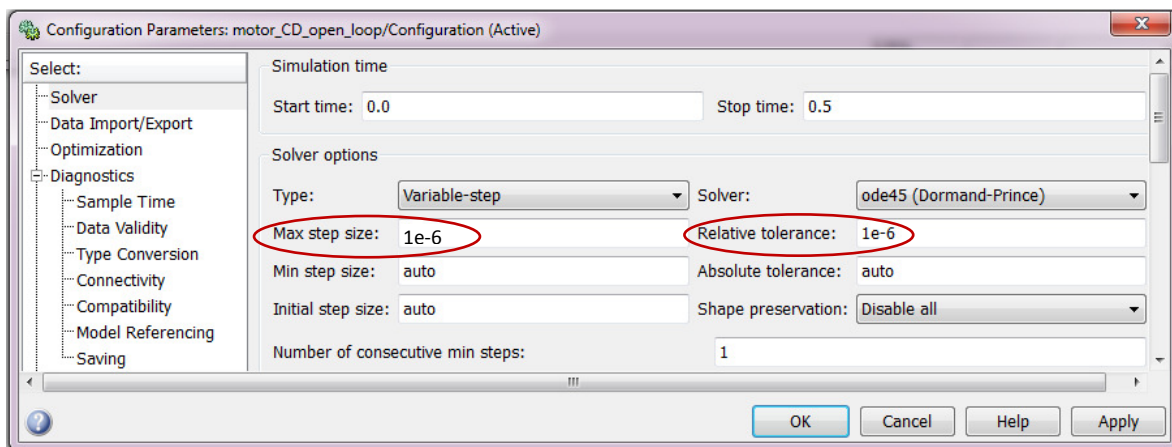 Configuration Parameters: motor_CD_open_loop/Configuration (Active)
Select:
Solver
Data Import/Export
Optimization
Diagnostics
Sample Time
Data Validity
Type Conversion
Connectivity
Compatibility
Model Referencing
Saving
Simulation time
Start time: 0.0 Stop time: 0.5
Solver options
Type: Variable-step Solver: ode45 (Dormand-Prince)
Max step size: 1e-6 Relative tolerance: 1e-6
Min step size: auto Absolute tolerance: auto
Initial step size: auto Shape preservation: Disable all
Number of consecutive min steps: 1
OK Cancel Help Apply